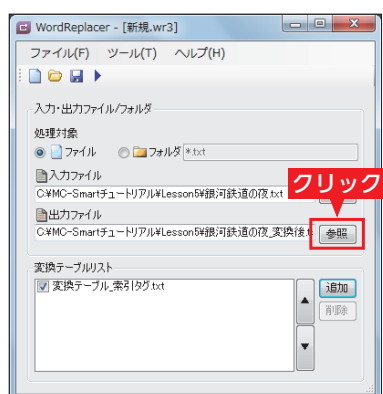 WordReplacer - [新規.wr3]
ファイル(F) ツール(T) ヘルプ(H)
入力・出力ファイル/フォルダ
処理対象
ファイル フォルダ *.txt
入力ファイル
クリック
C:¥MC-Smartチュートリアル¥Lesson5¥銀河鉄道の夜.txt
出力ファイル
C:¥MC-Smartチュートリアル¥Lesson5¥銀河鉄道の夜_変換後.t 参照
変換テーブルリスト
変換テーブル_索引タグ.txt 追加
削除